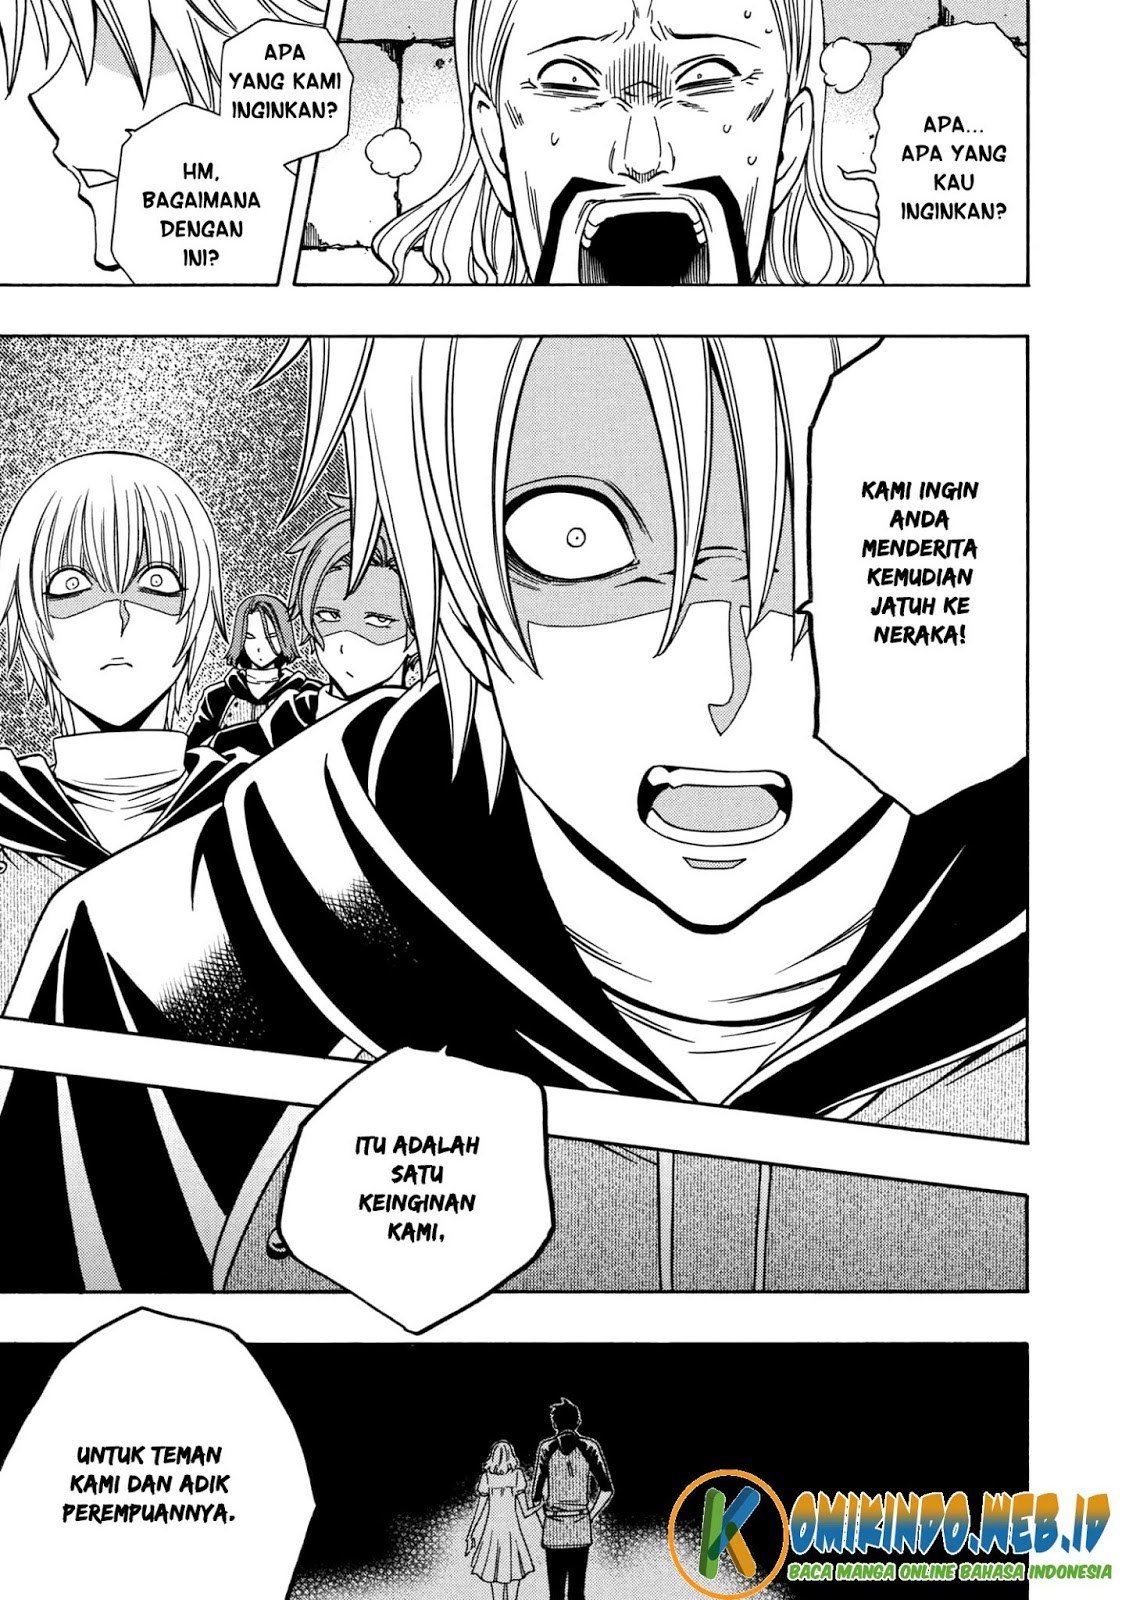 APA...
APA YANG
KAU
INGINKAN?
APA
YANG KAMI
INGINKAN?
HM,
BAGAIMANA
DENGAN
INI?
KAMI INGIN
ANDA
MENDERITA
KEMUDIAN
JATUH KE
NERAKA!
ITU ADALAH
SATU
KEINGINAN
KAMI,
UNTUK TEMAN
KAMI DAN ADIK
PEREMPUANNYA.
KOMIKINDO.WEB.ID
BACA MANGA ONLINE BAHASA INDONESIA